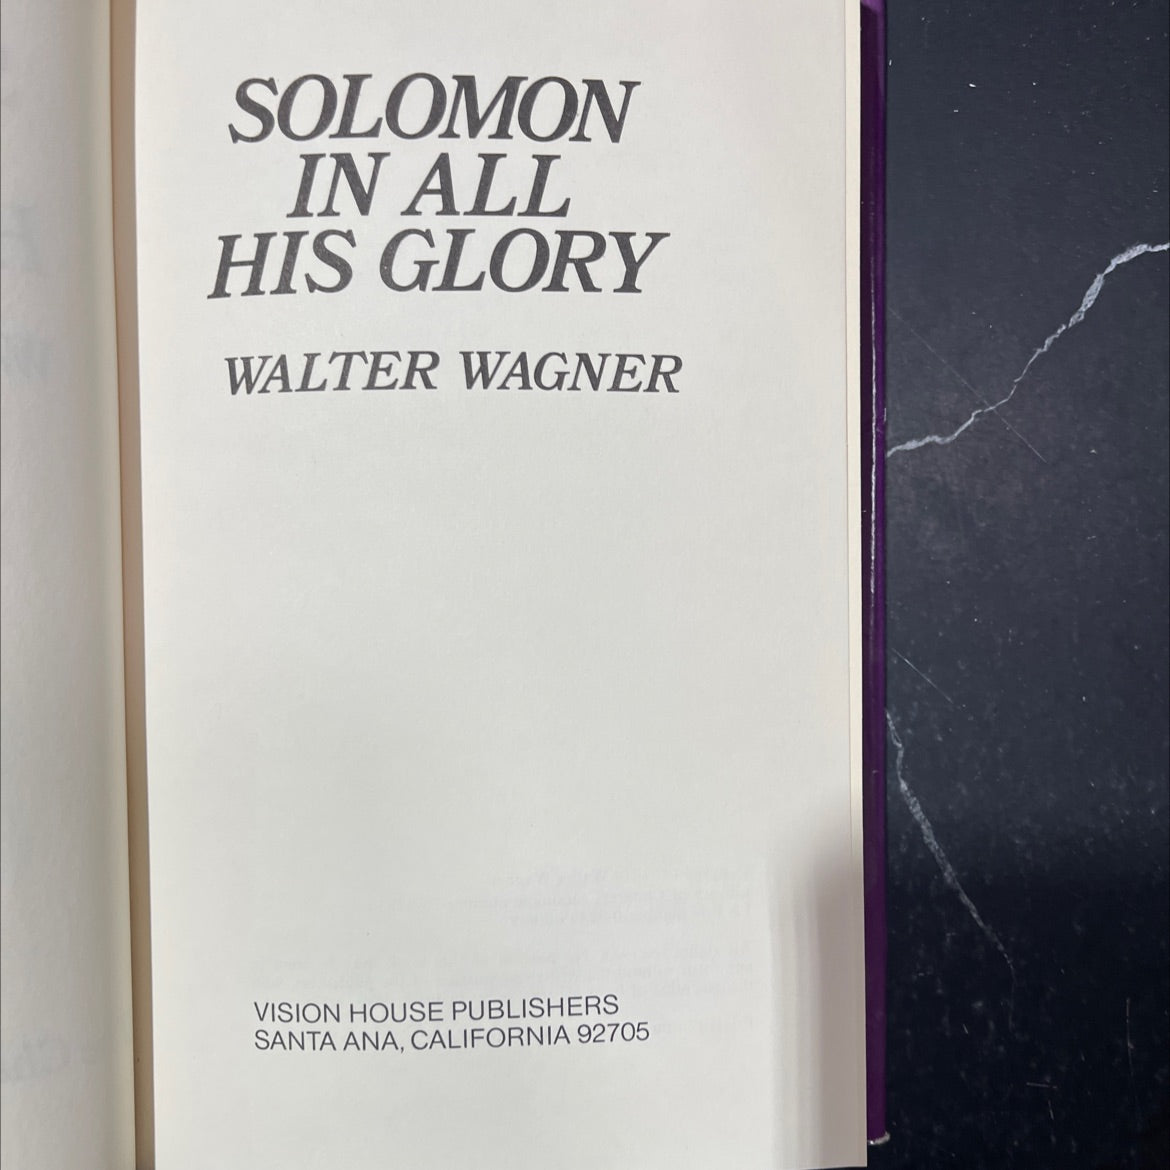 SOLOMON
IN ALL
HIS GLORY
WALTER WAGNER
VISION HOUSE PUBLISHERS
SANTA ANA, CALIFORNIA 92705